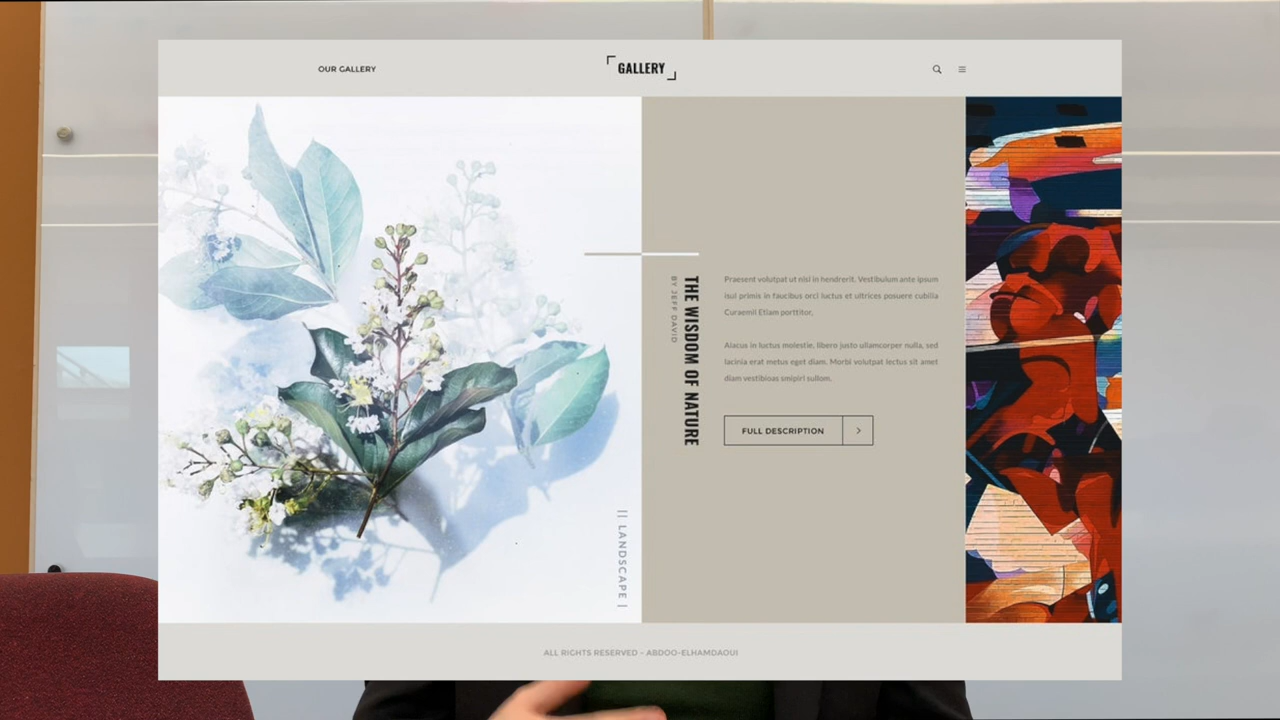 OUR GALLERY
GALLERY
THE WISDOM OF NATURE
BY JEFF DAVID
Praesent volutpat ut nisl in hendrerit. Vestibulum ante ipsum
isui primis in faucibus orci luctus et ultrices posuere cubilia
Curaemil Etiam porttitor,
Aiacus in luctus molestie, libero justo ullamcorper nulla, sed
lacinia erat metus eget diam. Morbi volutpat lectus sit amet
diam vestibioas smipiri sullom.
FULL DESCRIPTION
|| LANDSCAPE |
ALL RIGHTS RESERVED - ABDOO-ELHAMDAOUI